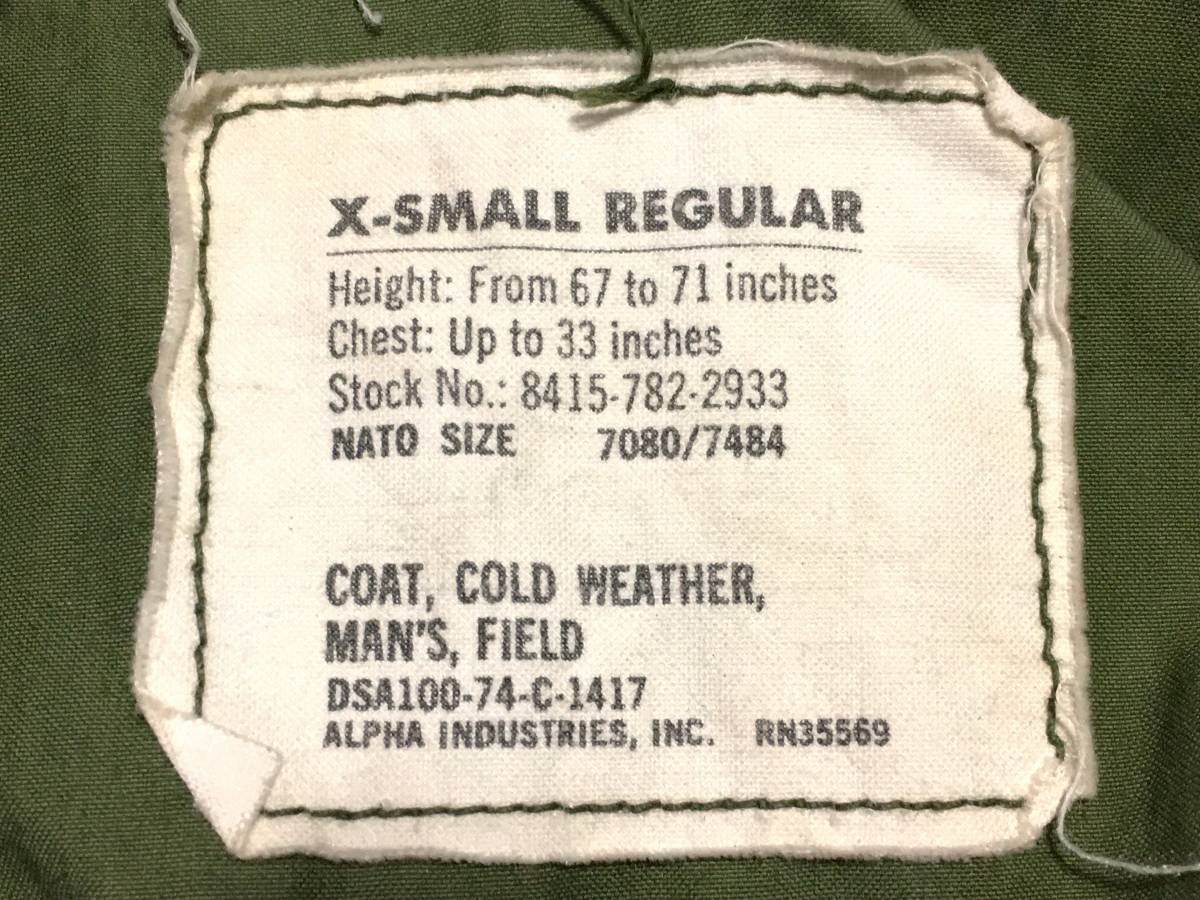 X-SMALL REGULAR
Height: From 67 to 71 inches
Chest: Up to 33 inches
Stock No.: 8415-782-2933
NATO SIZE 7080/7484
COAT, COLD WEATHER,
MAN'S, FIELD
DSA100-74-C-1417
ALPHA INDUSTRIES, INC. RN35569